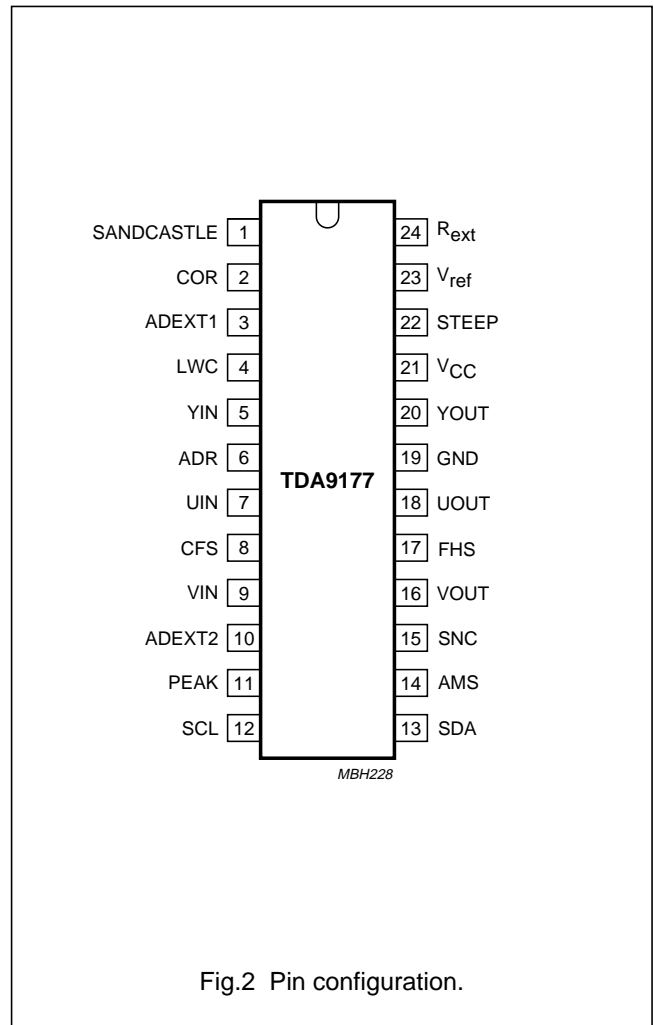 SANDCASTLE 1 24 Rext
COR 2 23 Vref
ADEXT1 3 22 STEEP
LWC 4 21 VCC
YIN 5 20 YOUT
ADR 6 19 GND
TDA9177
UIN 7 18 UOUT
CFS 8 17 FHS
VIN 9 16 VOUT
ADEXT2 10 15 SNC
PEAK 11 14 AMS
SCL 12 13 SDA
MBH228
Fig.2 Pin configuration.